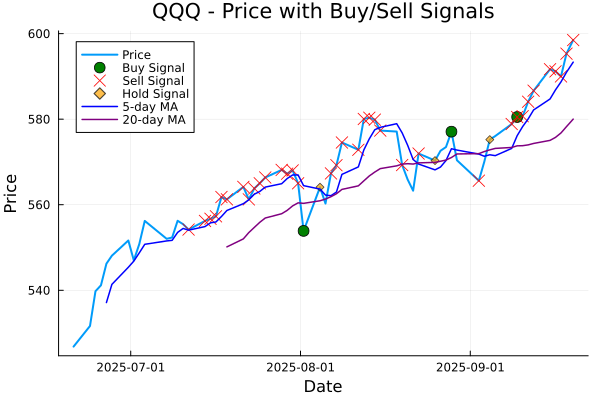 QQQ - Price with Buy/Sell Signals
600
580
560
540
Price
Price
Buy Signal
Sell Signal
Hold Signal
5-day MA
20-day MA
2025-07-01
2025-08-01
2025-09-01
Date